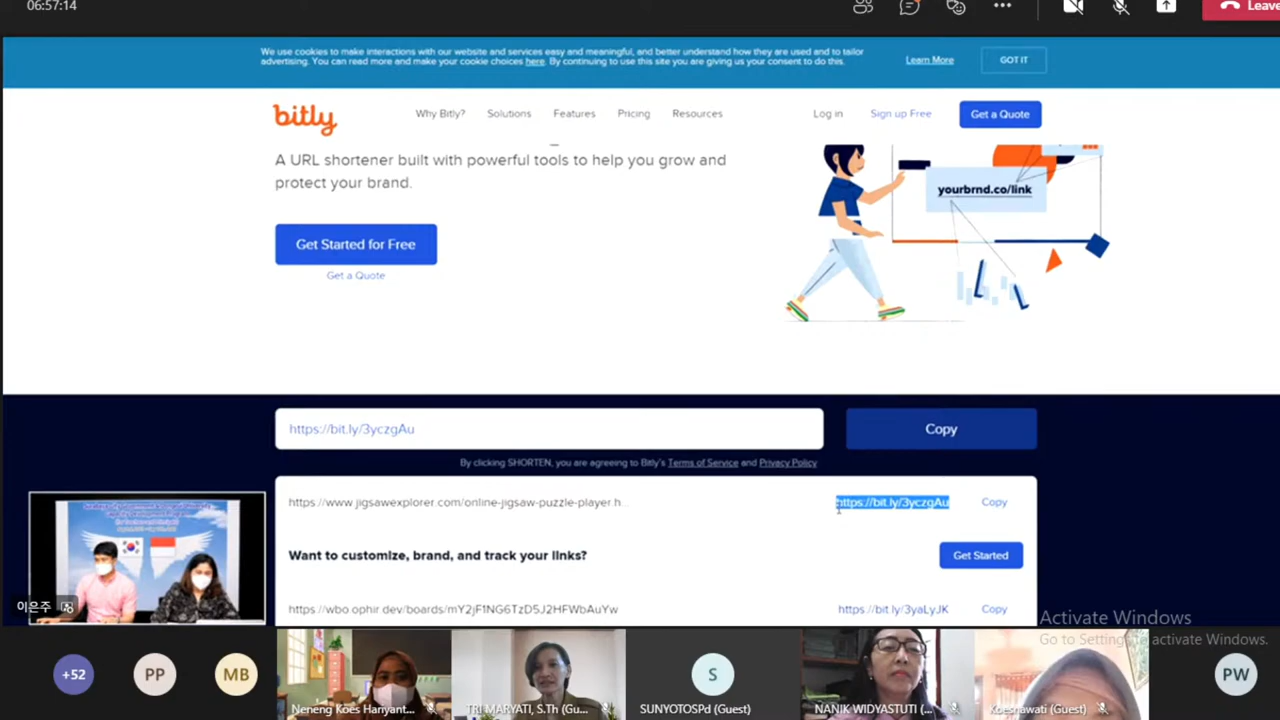 06:57:14
Leave
We use cookies to make interactions with our website and services easy and meaningful, and better understand how they are used and to tailor
advertising. You can read more and make your cookie choices here. By continuing to use this site you are giving us your consent to do this.
Learn More
GOT IT
bitly
Why Bitly?
Solutions
Features
Pricing
Resources
Log in
Sign up Free
Get a Quote
A URL shortener built with powerful tools to help you grow and
protect your brand.
yourbrnd.co/link
Get Started for Free
Get a Quote
https://bit.ly/3yczgAu
Copy
By clicking SHORTEN, you are agreeing to Bitly's Terms of Service and Privacy Policy
https://www.jigsawexplorer.com/online-jigsaw-puzzle-player.h...
https://bit.ly/3yczgAu
Copy
Want to customize, brand, and track your links?
Get Started
https://wbo.ophir.dev/boards/mY2jF1NG6TzD5J2HFWbAuYw
https://bit.ly/3yaLyJK
Copy
이은주
Activate Windows
Go to Settings to activate Windows.
+52
PP
MB
S
PW
Neneng Koes Hariyant...
TRI MARYATI, S.Th (Gu...
SUNYOTOSPd (Guest)
NANIK WIDYASTUTI (...
Koesnawati (Guest)